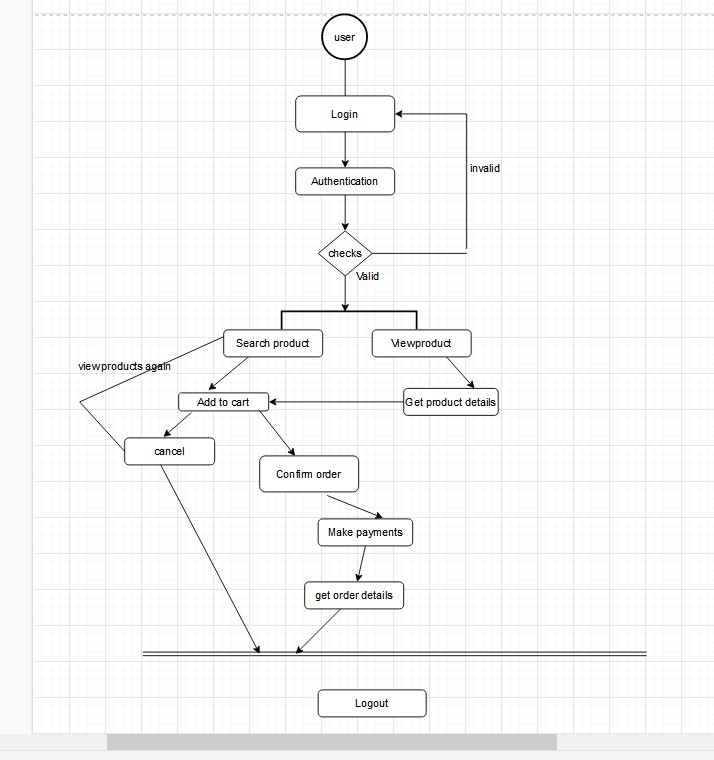 user
Login
invalid
Authentication
checks
Valid
Search product
Viewproduct
viewproducts again
Add to cart
Get product details
cancel
Confirm order
Make payments
get order details
Logout